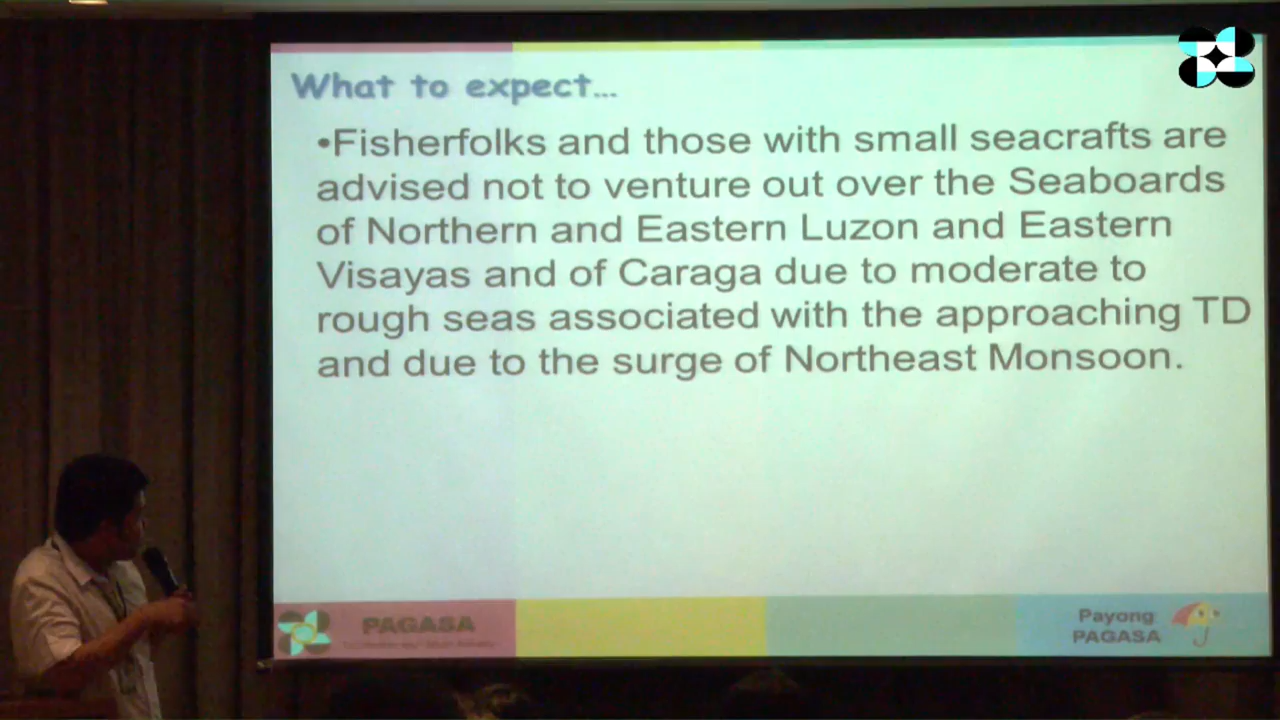 What to expect...
•Fisherfolks and those with small seacrafts are
advised not to venture out over the Seaboards
of Northern and Eastern Luzon and Eastern
Visayas and of Caraga due to moderate to
rough seas associated with the approaching TD
and due to the surge of Northeast Monsoon.
PAGASA
Payong
PAGASA